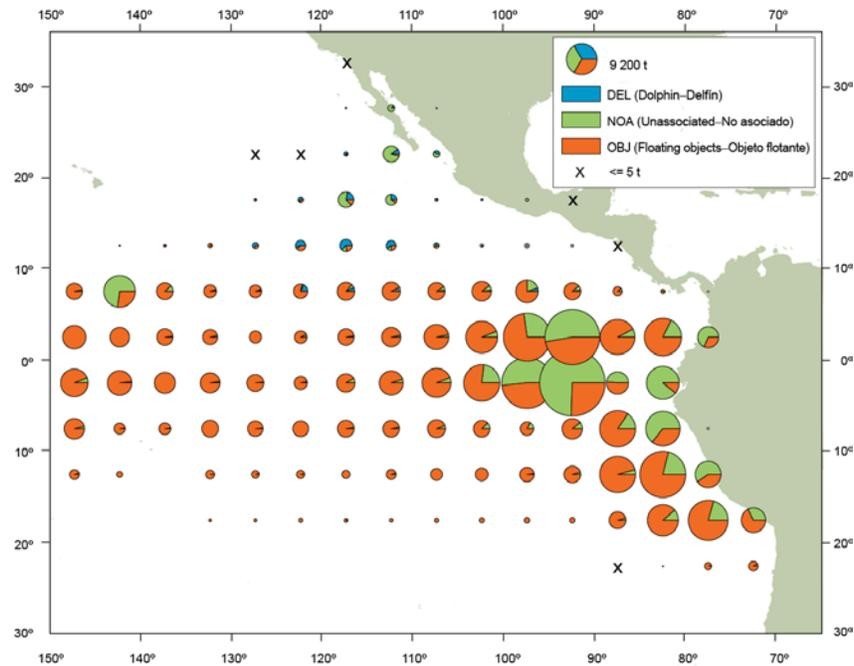 150º 140º 130º 120º 110º 100º 90º 80º 70º
30º 30º
20º 20º
10º 10º
0º 0º
10º 10º
20º 20º
30º 30º
9 200 t
DEL (Dolphin–Delfín)
NOA (Unassociated–No asociado)
OBJ (Floating objects–Objeto flotante)
X <= 5 t
X
X X
X
X
X
150º 140º 130º 120º 110º 100º 90º 80º 70º